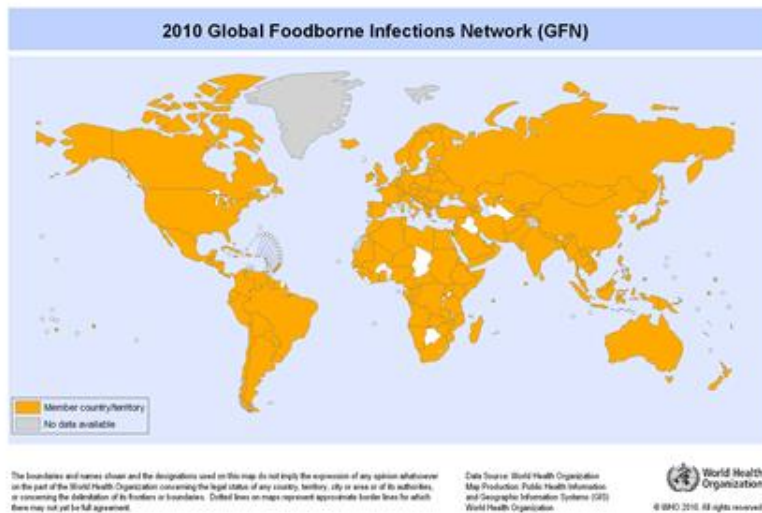 2010 Global Foodborne Infections Network (GFN)
Member country/territory
No data available
The boundaries and names shown and the designations used on this map do not imply the expression of any opinion whatsoever
on the part of the World Health Organization concerning the legal status of any country, territory, city or area or of its authorities,
or concerning the delimitation of its frontiers or boundaries. Dotted lines on maps represent approximate border lines for which
there may not yet be full agreement.
Data Source: World Health Organization
Map Production: Public Health Information
and Geographic Information Systems (GIS)
World Health Organization
World Health
Organization
© WHO 2010. All rights reserved.